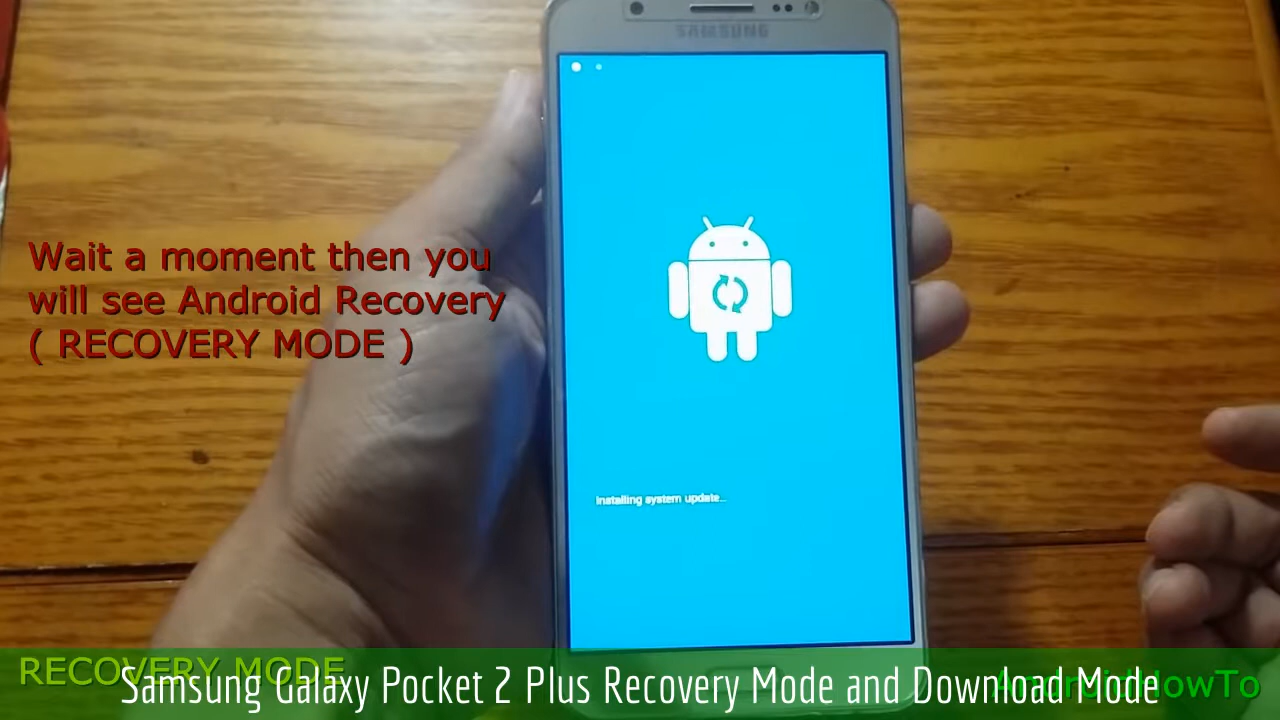 SAMSUNG
Wait a moment then you
will see Android Recovery
( RECOVERY MODE )
Installing system update...
RECOVERY MODE
Samsung Galaxy Pocket 2 Plus Recovery Mode and Download Mode
AndroidHowTo